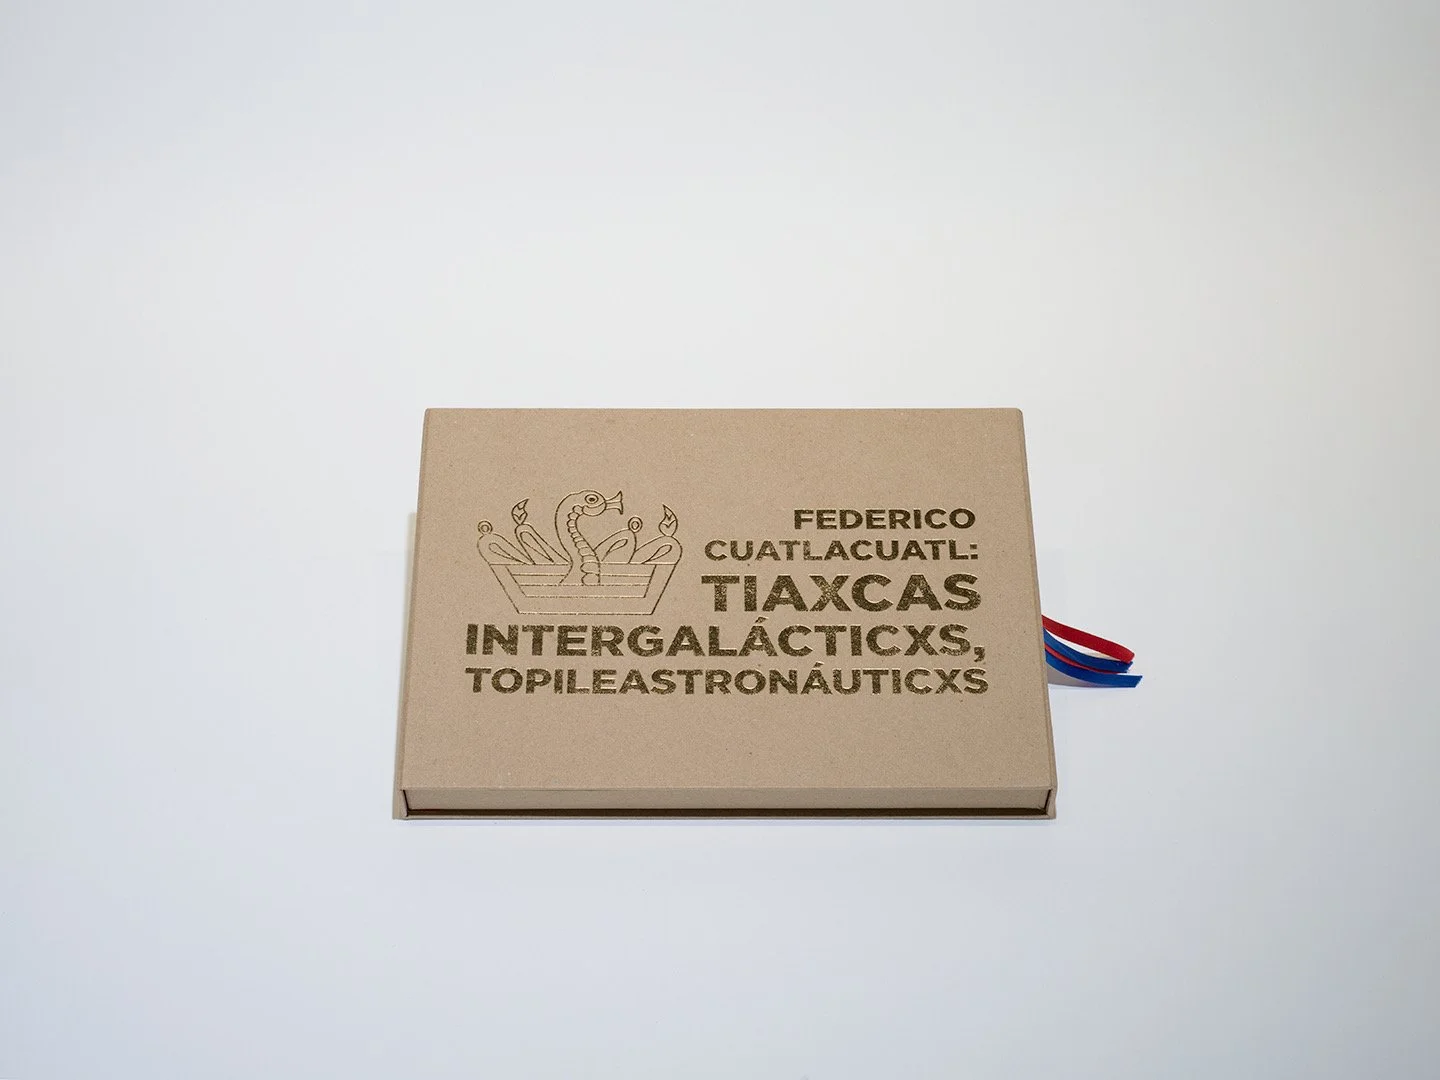 FEDERICO
CUATLACUATL:
TIAXCAS
INTERGALÁCTICXS,
TOPILEASTRONÁUTICXS